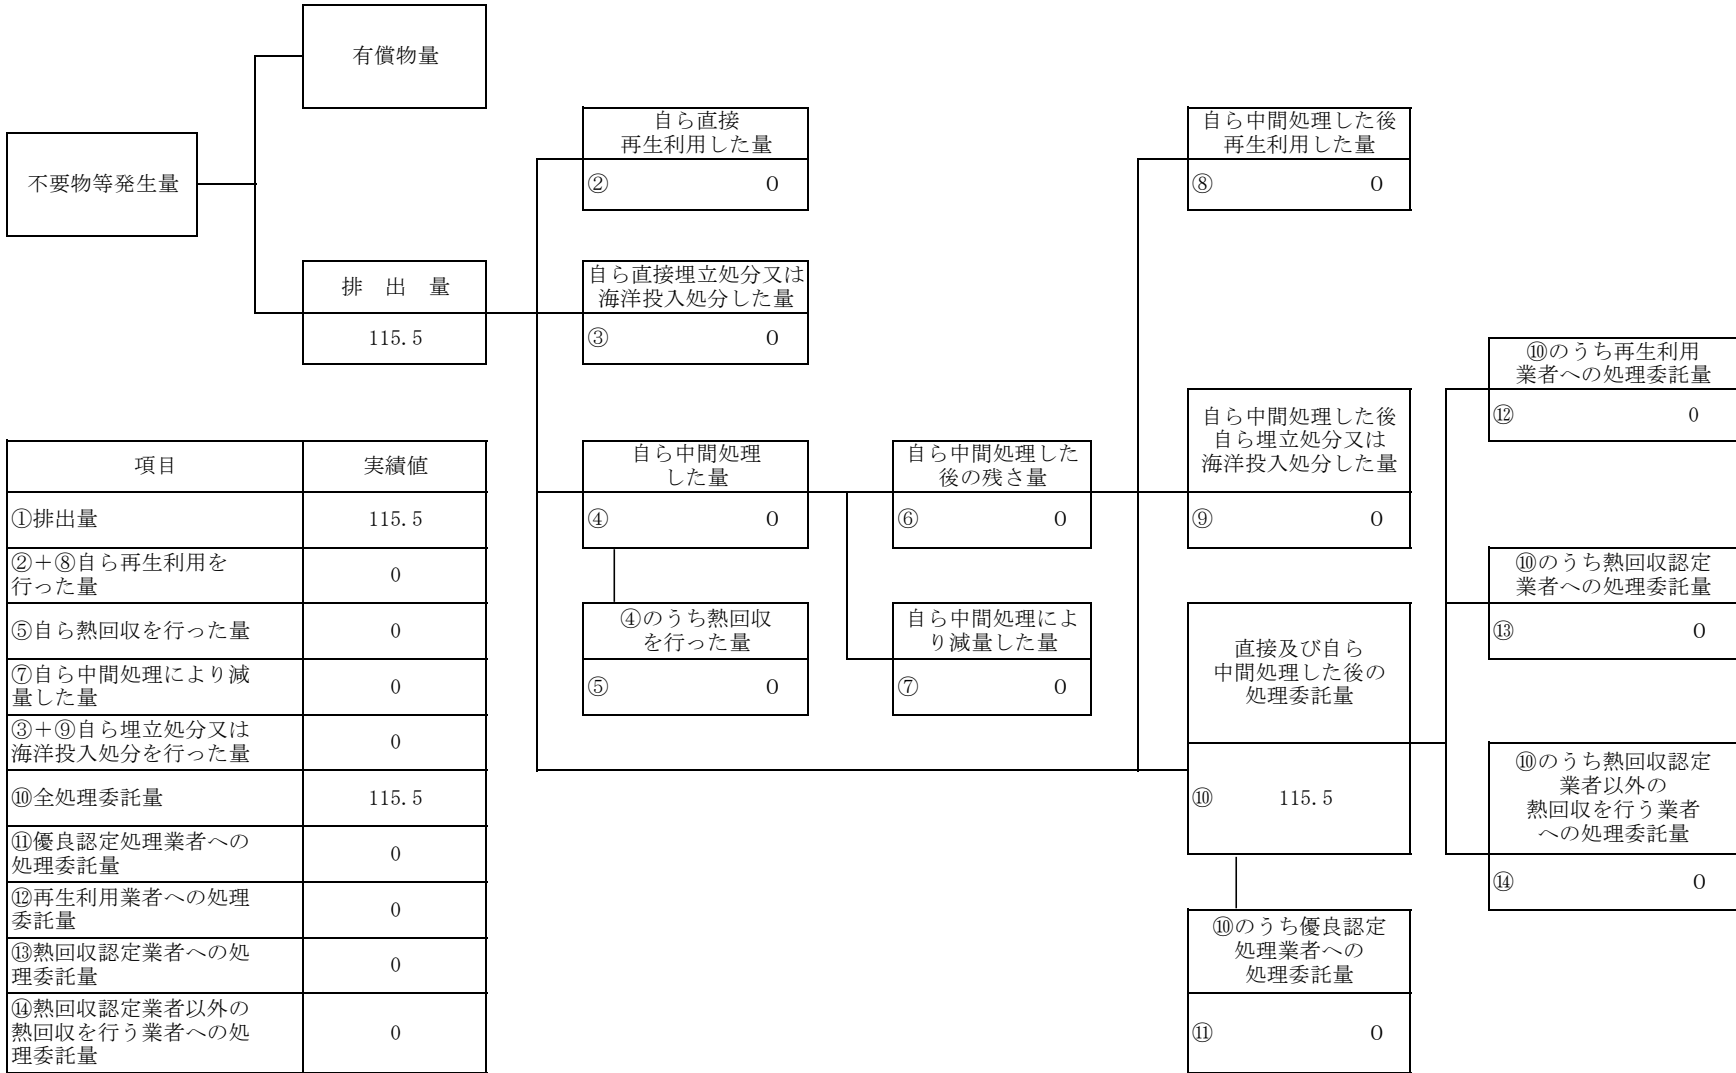 有償物量
不要物等発生量
排 出 量
115.5
自ら直接
再生利用した量
② 0
自ら直接埋立処分又は
海洋投入処分した量
③ 0
自ら中間処理
した量
④ 0
④のうち熱回収
を行った量
⑤ 0
自ら中間処理した
後の残さ量
⑥ 0
自ら中間処理によ
り減量した量
⑦ 0
自ら中間処理した後
再生利用した量
⑧ 0
自ら中間処理した後
自ら埋立処分又は
海洋投入処分した量
⑨ 0
直接及び自ら
中間処理した後の
処理委託量
⑩ 115.5
⑩のうち優良認定
処理業者への
処理委託量
⑪ 0
⑩のうち再生利用
業者への処理委託量
⑫ 0
⑩のうち熱回収認定
業者への処理委託量
⑬ 0
⑩のうち熱回収認定
業者以外の
熱回収を行う業者
への処理委託量
⑭ 0
項目 実績値
①排出量 115.5
②＋⑧自ら再生利用を
行った量 0
⑤自ら熱回収を行った量 0
⑦自ら中間処理により減
量した量 0
③＋⑨自ら埋立処分又は
海洋投入処分を行った量 0
⑩全処理委託量 115.5
⑪優良認定処理業者への
処理委託量 0
⑫再生利用業者への処理
委託量 0
⑬熱回収認定業者への処
理委託量 0
⑭熱回収認定業者以外の
熱回収を行う業者への処
理委託量 0